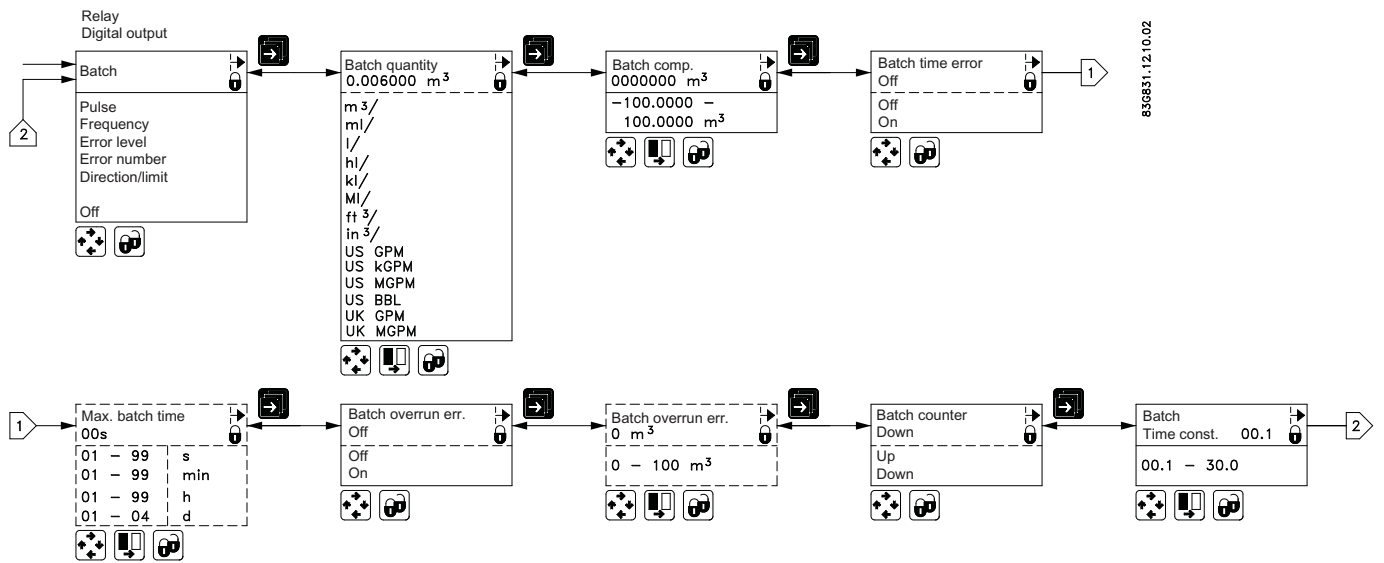 Relay
Digital output
Batch
Pulse
Frequency
Error level
Error number
Direction/limit
Off
2
Batch quantity
0.006000 m³
m³/
ml/
l/
hl/
kl/
Ml/
ft³/
in³/
US GPM
US kGPM
US MGPM
US BBL
UK GPM
UK MGPM
Batch comp.
0000000 m³
-100.0000 –
100.0000 m³
Batch time error
Off
Off
On
1
83G831.12.10.02
1
Max. batch time
00s
01 – 99 s
01 – 99 min
01 – 99 h
01 – 04 d
Batch overrun err.
Off
Off
On
Batch overrun err.
0 m³
0 – 100 m³
Batch counter
Down
Up
Down
Batch
Time const. 00.1
00.1 – 30.0
2